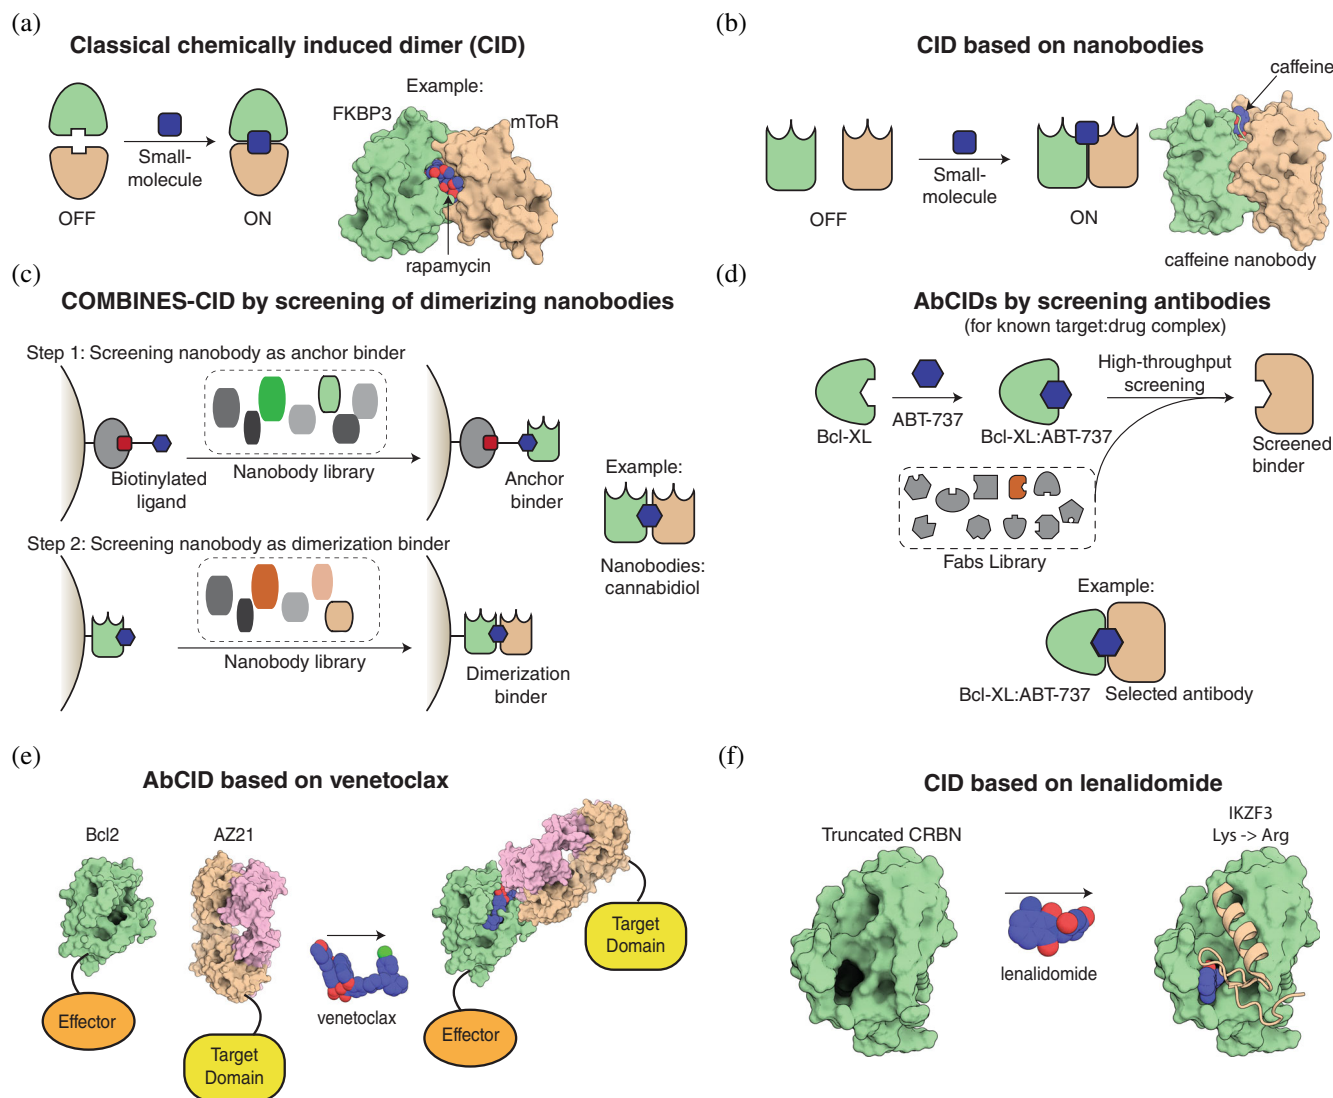 (a)
Classical chemically induced dimer (CID)
Example:
FKBP3
mToR
Small-
molecule
OFF
ON
rapamycin
(b)
CID based on nanobodies
caffeine
Small-
molecule
OFF
ON
caffeine nanobody
(c)
COMBINES-CID by screening of dimerizing nanobodies
Step 1: Screening nanobody as anchor binder
Biotinylated
ligand
Nanobody library
Anchor
binder
Example:
Nanobodies:
cannabidiol
Step 2: Screening nanobody as dimerization binder
Nanobody library
Dimerization
binder
(d)
AbCIDs by screening antibodies
(for known target:drug complex)
High-throughput
screening
Bcl-XL
ABT-737
Bcl-XL:ABT-737
Screened
binder
Fabs Library
Example:
Bcl-XL:ABT-737
Selected antibody
(e)
AbCID based on venetoclax
Bcl2
AZ21
Effector
Target
Domain
venetoclax
Effector
Target
Domain
(f)
CID based on lenalidomide
Truncated CRBN
IKZF3
Lys -> Arg
lenalidomide